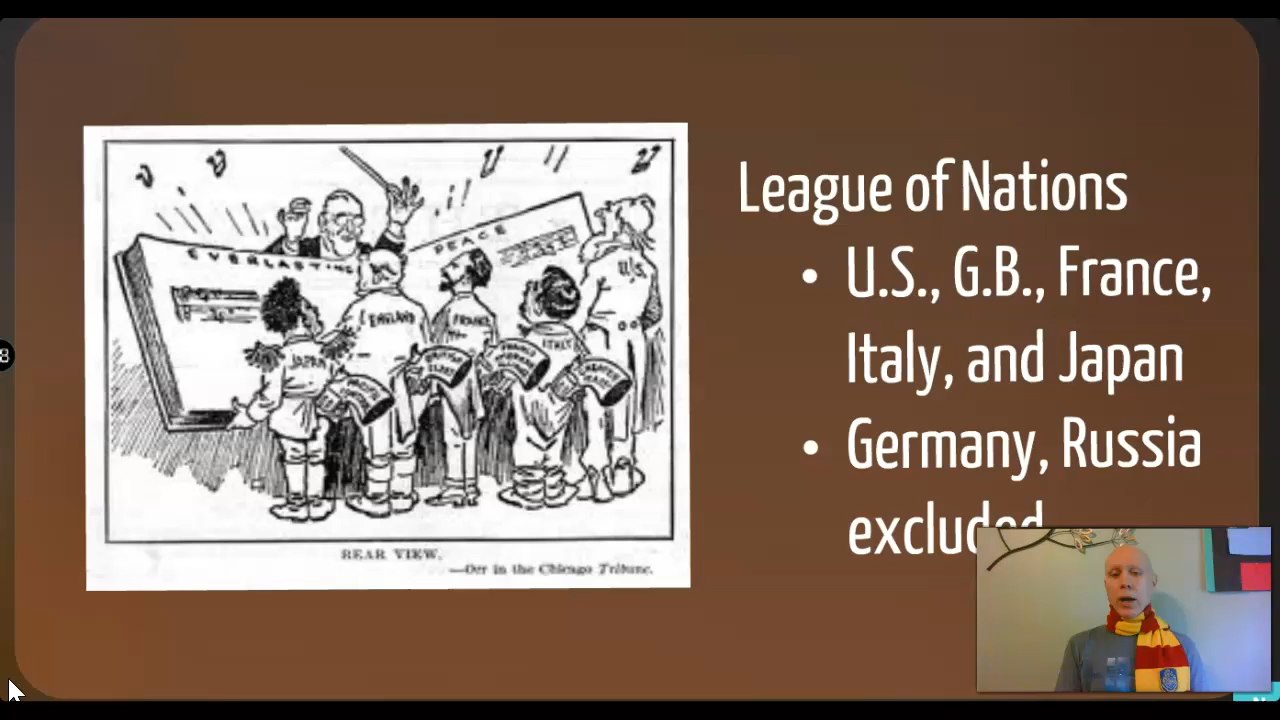 EVERLASTING
PEACE
U.S.
ENGLAND
FRANCE
ITALY
JAPAN
REAR VIEW.
—Orr in the Chicago Tribune.
League of Nations
• U.S., G.B., France,
Italy, and Japan
• Germany, Russia
excluded
8